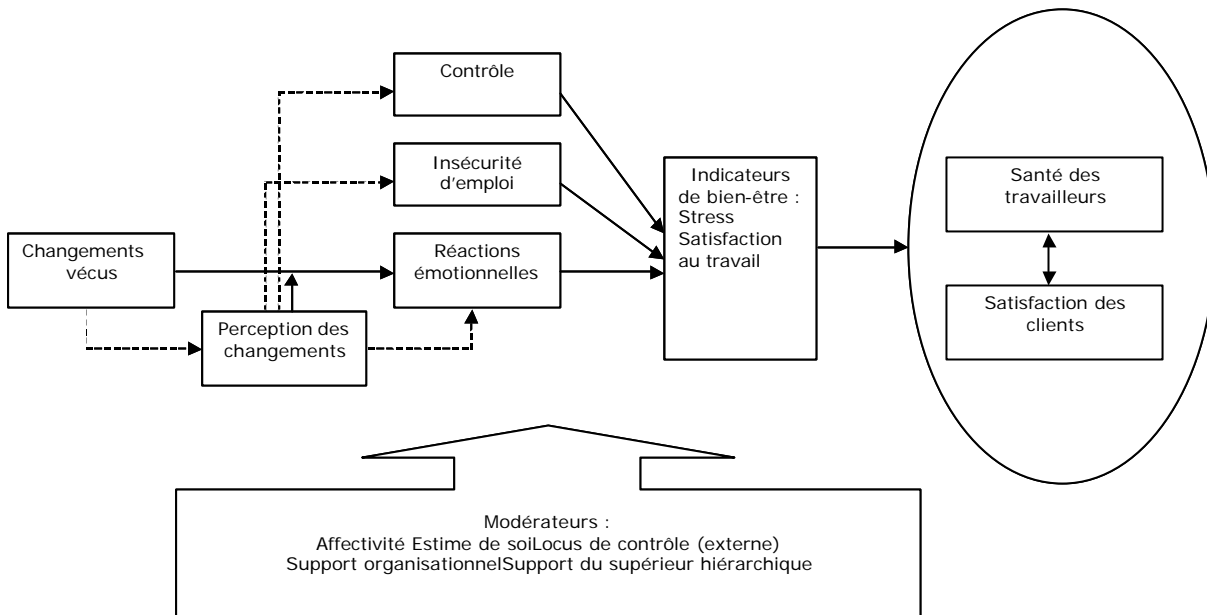 Contrôle
Insécurité
d'emploi
Changements
vécus
Réactions
émotionnelles
Perception des
changements
Indicateurs
de bien-être :
Stress
Satisfaction
au travail
Santé des
travailleurs
Satisfaction des
clients
Modérateurs :
Affectivité Estime de soiLocus de contrôle (externe)
Support organisationnelSupport du supérieur hiérarchique